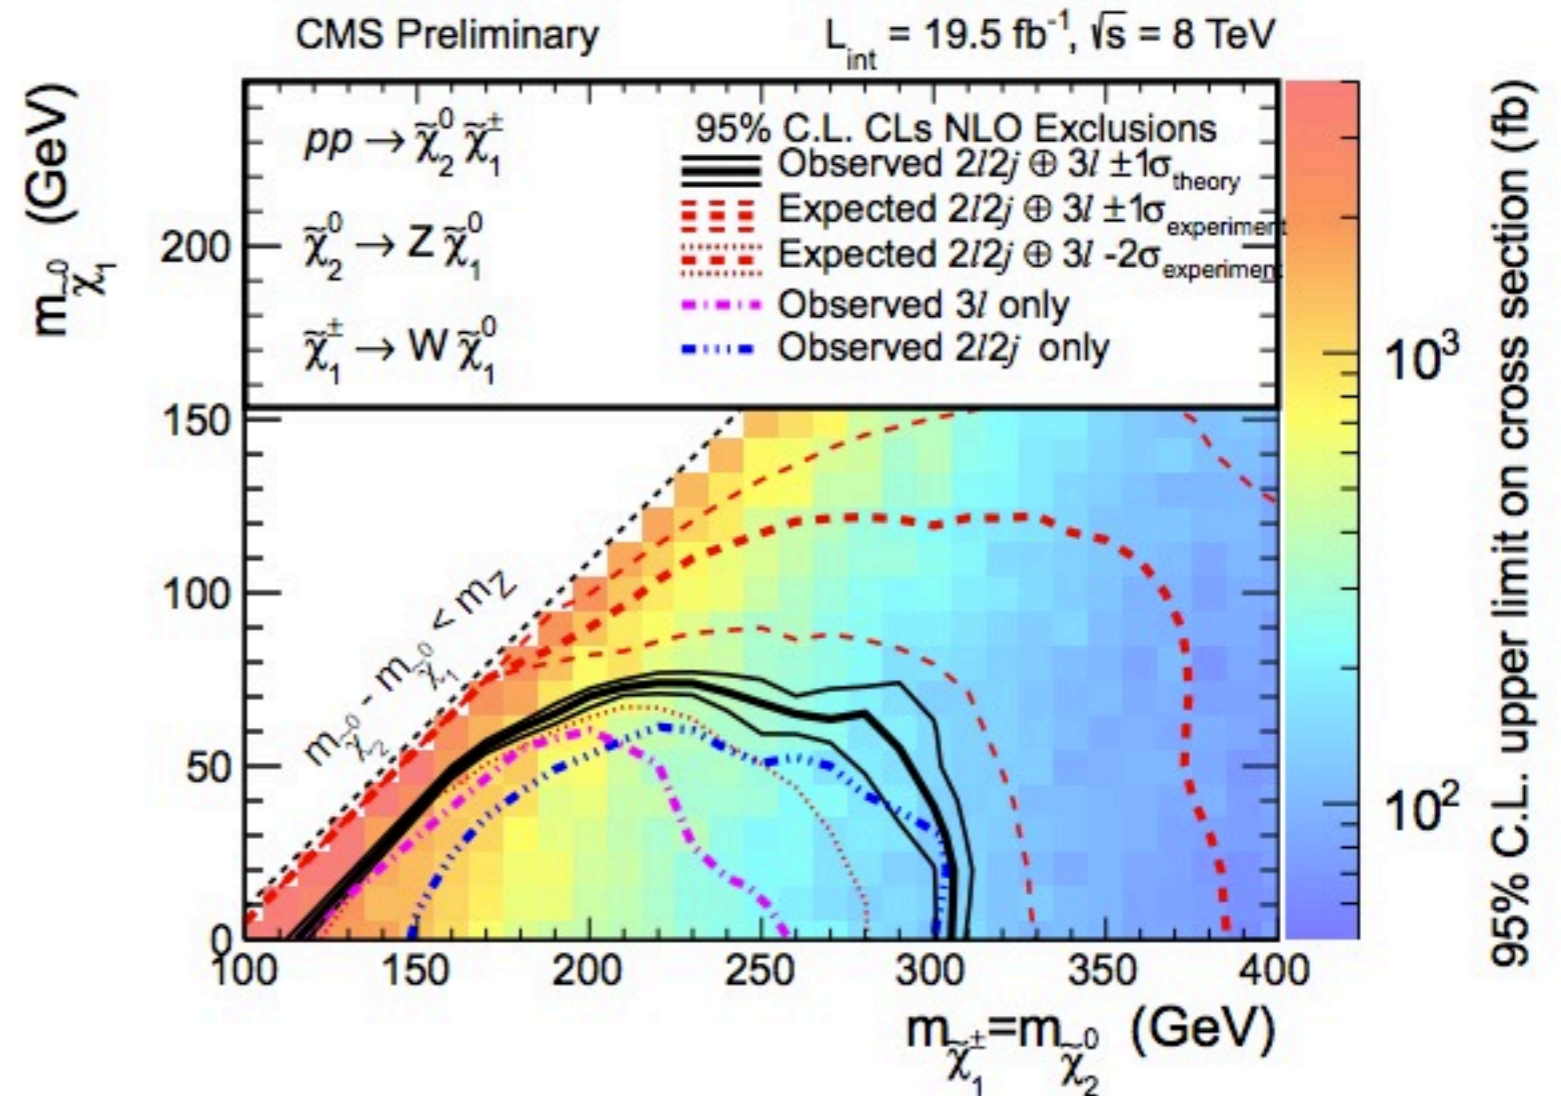 CMS Preliminary
L_int = 19.5 fb⁻¹, √s = 8 TeV
m_χ̃₁⁰ (GeV)
pp → χ̃₂⁰ χ̃₁±
χ̃₂⁰ → Z χ̃₁⁰
χ̃₁± → W χ̃₁⁰
95% C.L. CLs NLO Exclusions
Observed 2l2j ⊕ 3l ±1σ_theory
Expected 2l2j ⊕ 3l ±1σ_experiment
Expected 2l2j ⊕ 3l -2σ_experiment
Observed 3l only
Observed 2l2j only
200
150
100
50
0
m_χ̃₂⁰ - m_χ̃₁⁰ < m_Z
100 150 200 250 300 350 400
m_χ̃₁±=m_χ̃₂⁰ (GeV)
10³
10²
95% C.L. upper limit on cross section (fb)